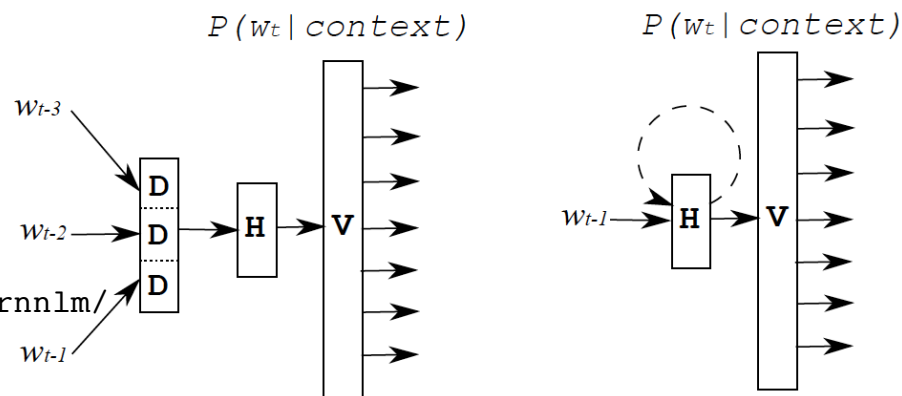 P(wt|context)
P(wt|context)
wt-3
D
wt-2
D
H
V
D
rnnlm/
wt-1
wt-1
H
V